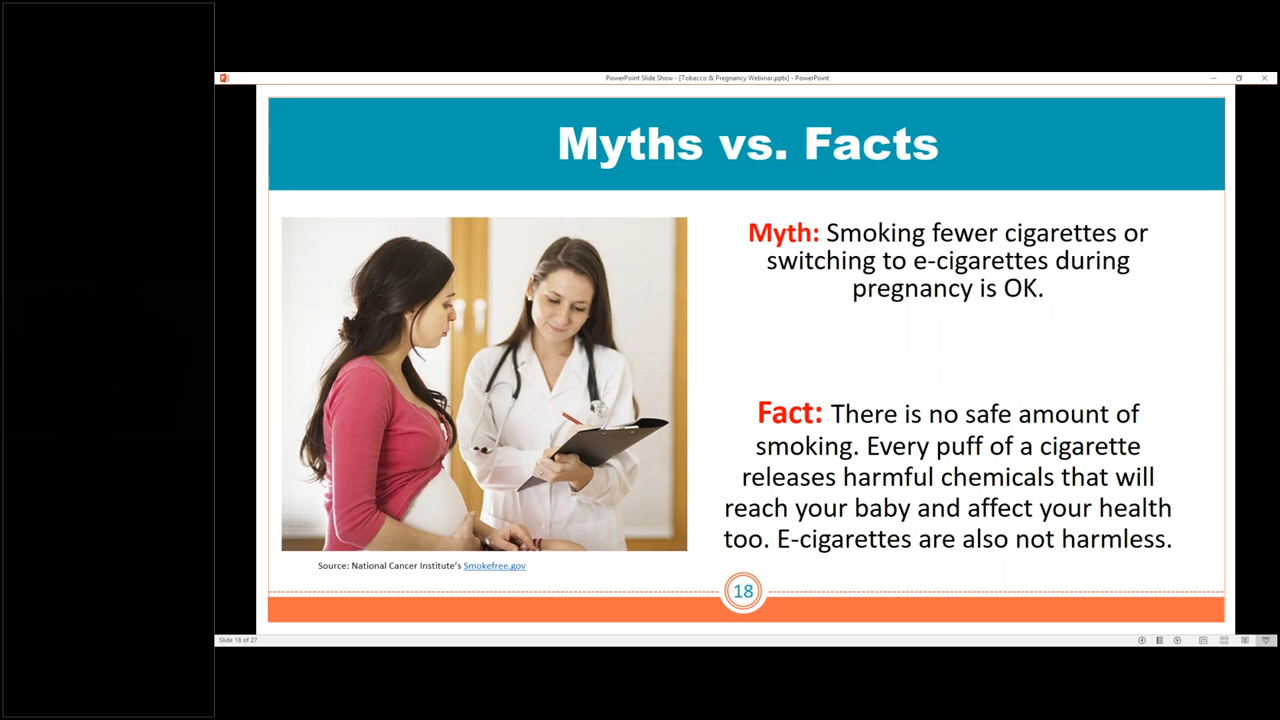 PowerPoint Slide Show - [Tobacco & Pregnancy Webinar.pptx] - PowerPoint
Myths vs. Facts
Myth: Smoking fewer cigarettes or
switching to e-cigarettes during
pregnancy is OK.
Fact: There is no safe amount of
smoking. Every puff of a cigarette
releases harmful chemicals that will
reach your baby and affect your health
too. E-cigarettes are also not harmless.
Source: National Cancer Institute's Smokefree.gov
18
Slide 18 of 27